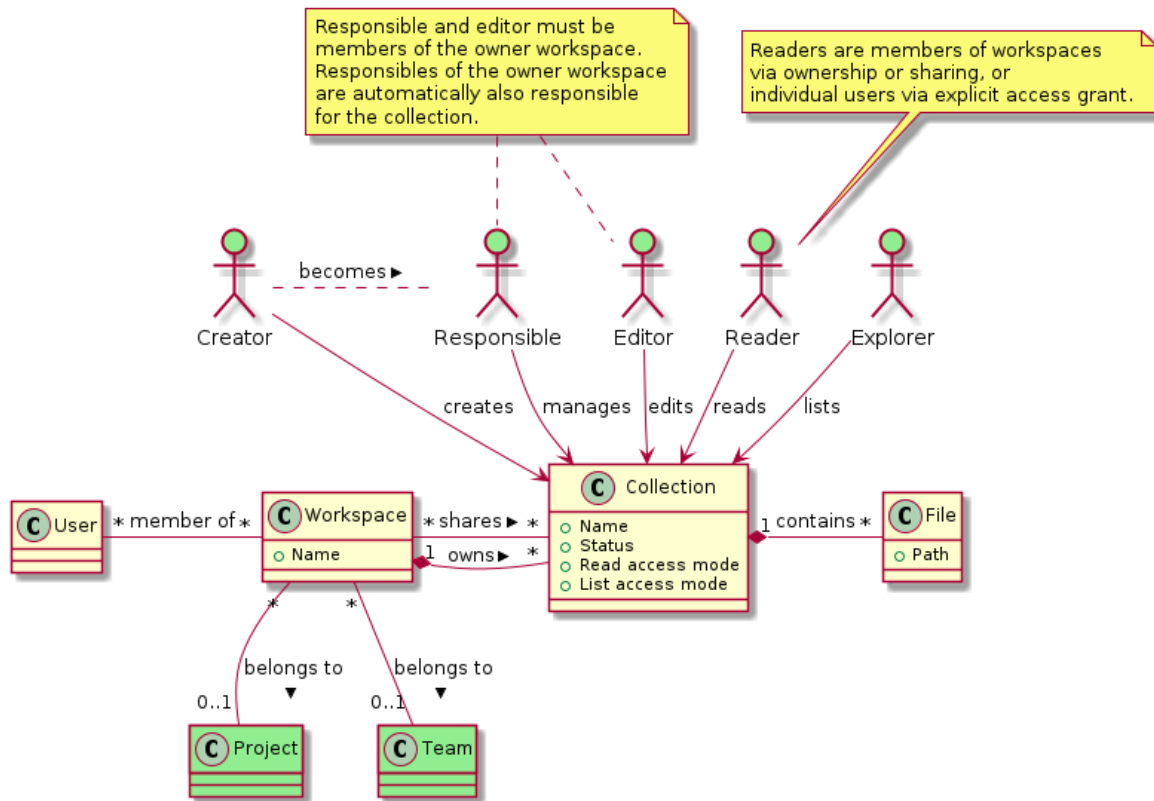 Responsible and editor must be
members of the owner workspace.
Responsibles of the owner workspace
are automatically also responsible
for the collection.
Readers are members of workspaces
via ownership or sharing, or
individual users via explicit access grant.
becomes ►
Creator
Responsible
Editor
Reader
Explorer
creates
manages
edits
reads
lists
C User
* member of *
C Workspace
Name
* shares ► *
1 owns ► *
C Collection
Name
Status
Read access mode
List access mode
1 contains *
C File
Path
*
*
belongs to
▼
belongs to
▼
0..1
0..1
C Project
C Team